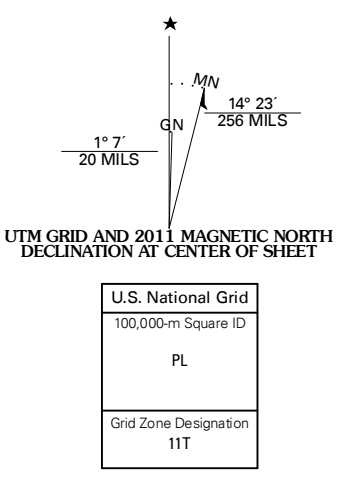 ★
MN
14° 23´
256 MILS
GN
1° 7´
20 MILS
UTM GRID AND 2011 MAGNETIC NORTH
DECLINATION AT CENTER OF SHEET
U.S. National Grid
100,000-m Square ID
PL
Grid Zone Designation
11T